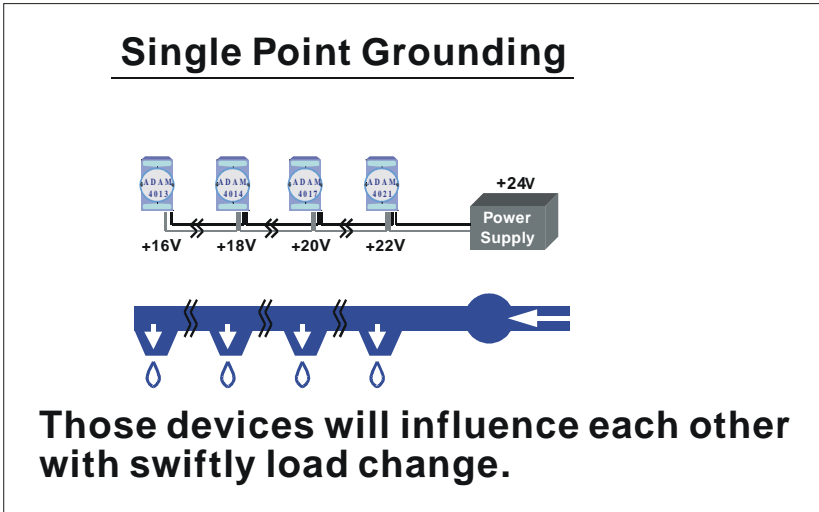 Single Point Grounding
ADAM 4013
ADAM 4014
ADAM 4017
ADAM 4021
+24V
Power
Supply
+16V
+18V
+20V
+22V
Those devices will influence each other
with swiftly load change.